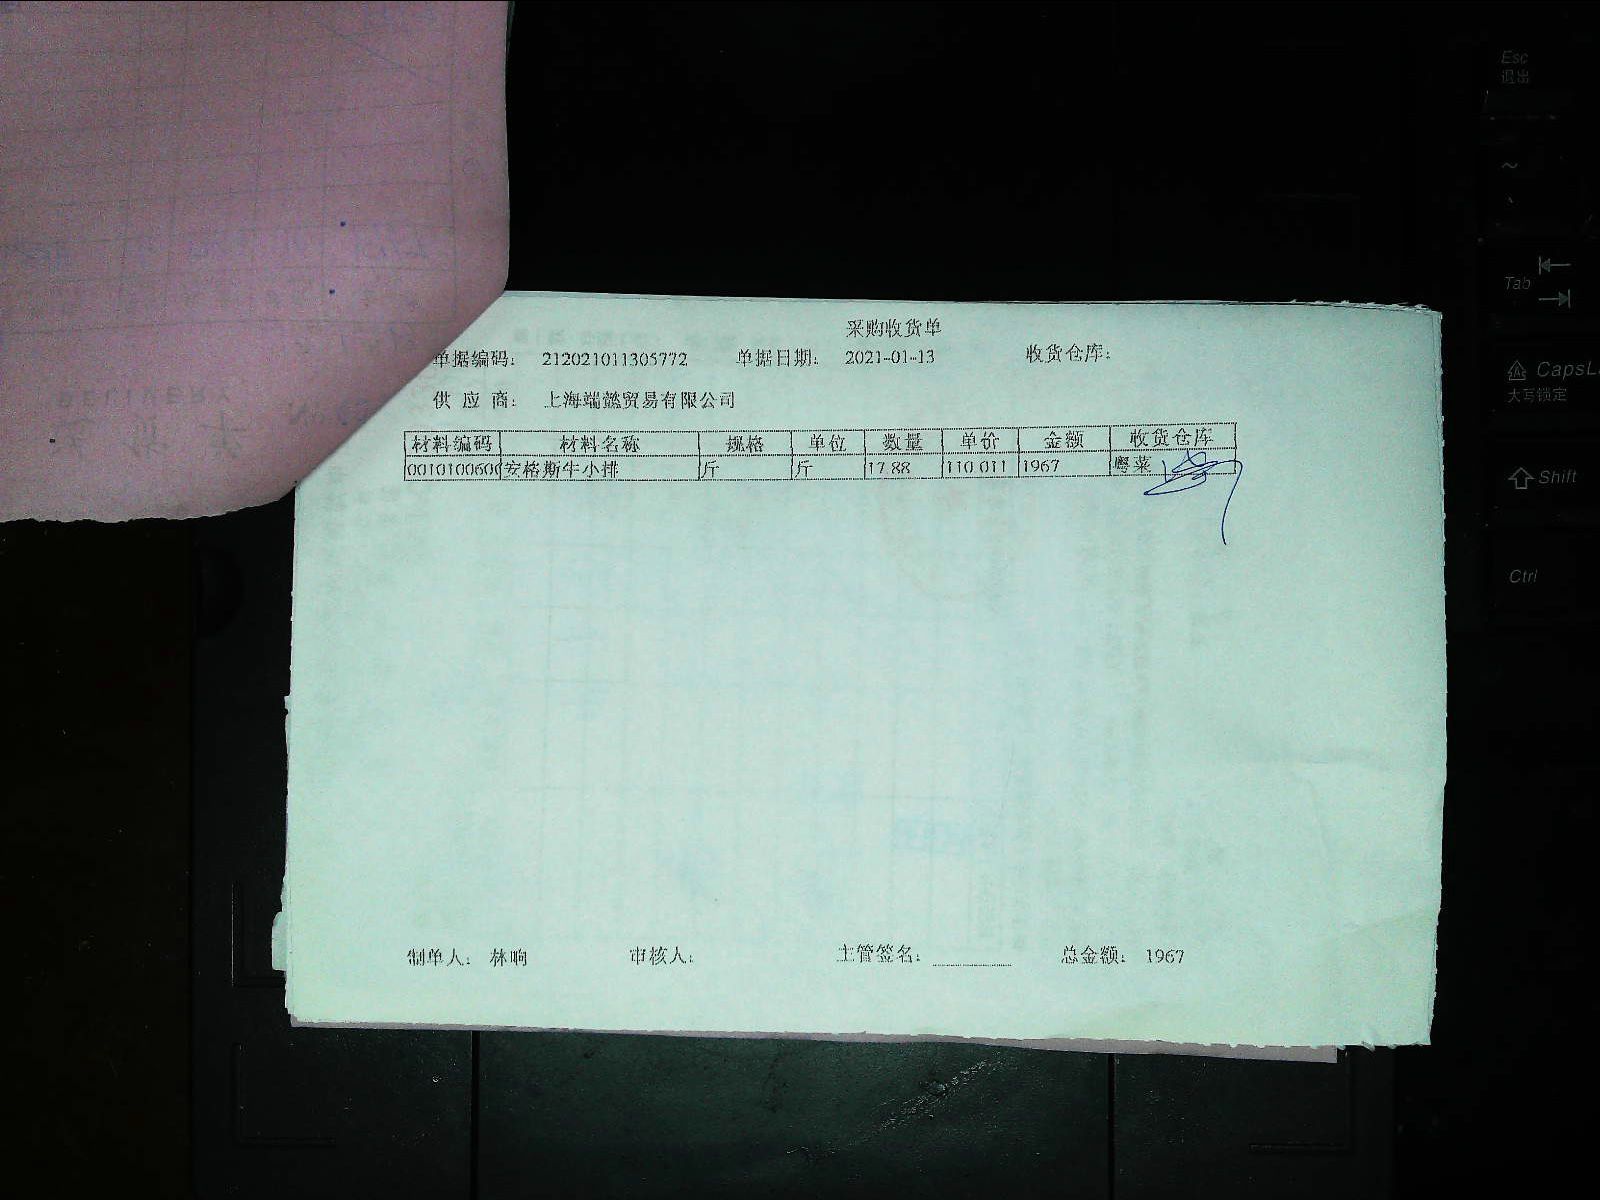 采购收货单
单据编码： 212021011305772 单据日期： 2021-01-13 收货仓库：
供 应 商： 上海端懿贸易有限公司
材料编码 材料名称 规格 单位 数量 单价 金额 收货仓库
0010100600 安格斯牛小排 斤 斤 17.88 110.011 1967 粤菜
制单人： 林晌 审核人： 主管签名： 总金额： 1967
DELIVERY
Esc
退出
~
Tab
CapsL
大写锁定
Shift
Ctrl